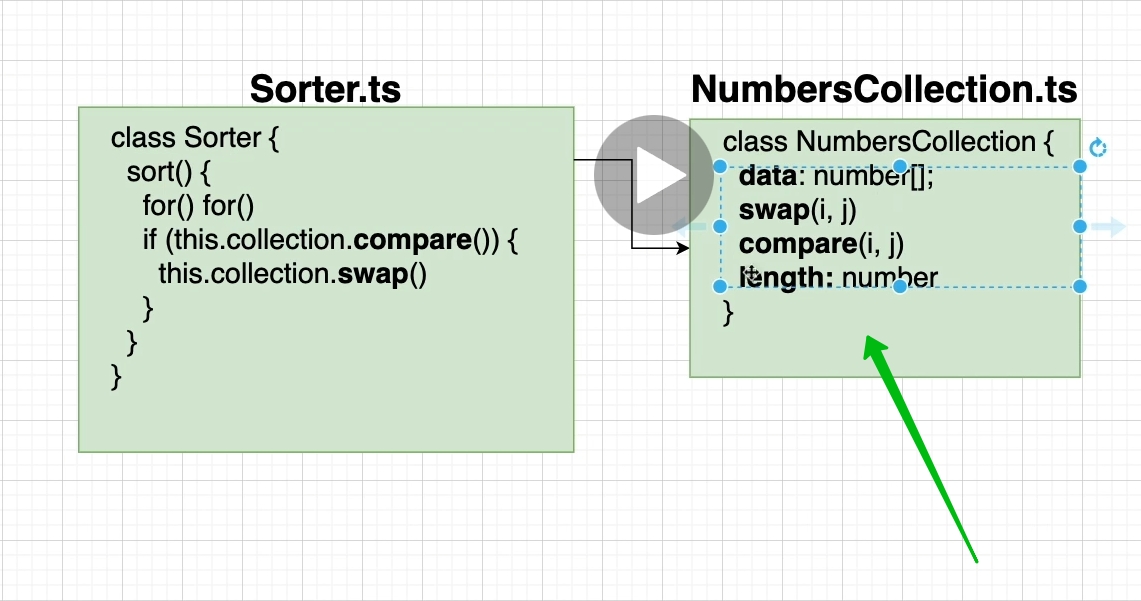 Sorter.ts
class Sorter {
sort() {
for() for()
if (this.collection.compare()) {
this.collection.swap()
}
}
}
NumbersCollection.ts
class NumbersCollection {
data: number[];
swap(i, j)
compare(i, j)
length: number
}